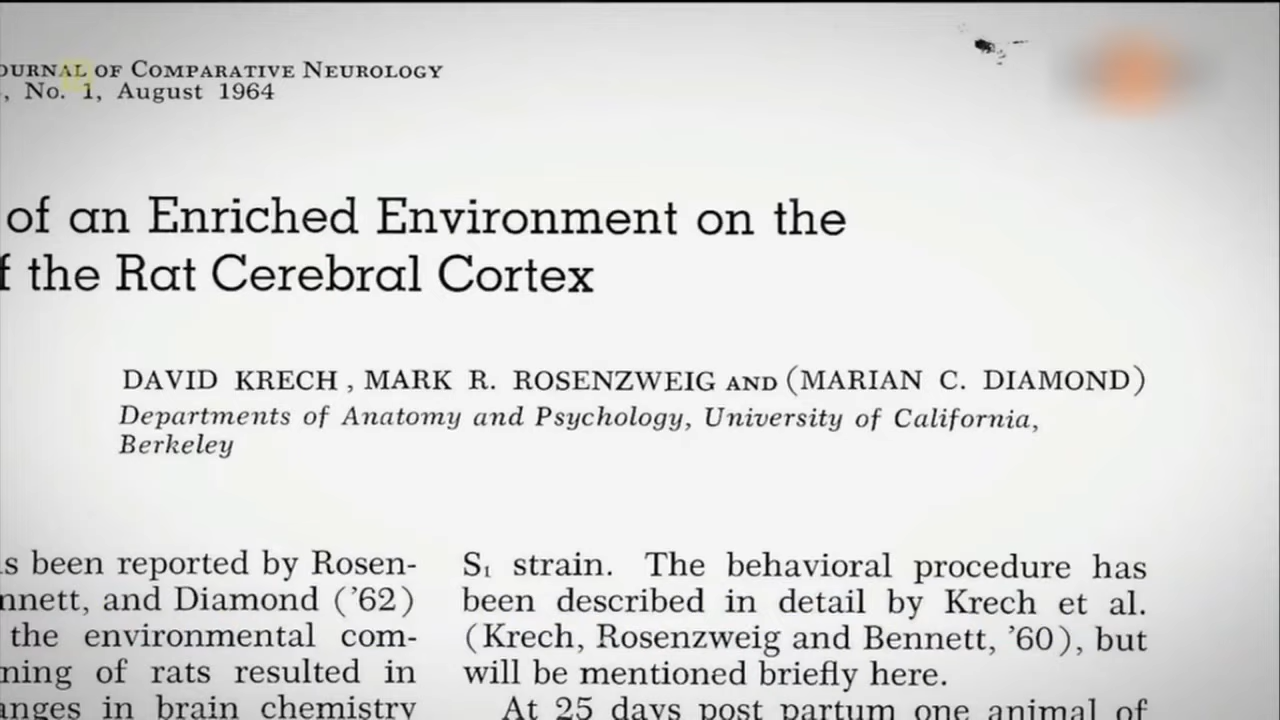 OURNAL OF COMPARATIVE NEUROLOGY
, No. 1, August 1964
of an Enriched Environment on the
f the Rat Cerebral Cortex
DAVID KRECH, MARK R. ROSENZWEIG AND (MARIAN C. DIAMOND)
Departments of Anatomy and Psychology, University of California,
Berkeley
s been reported by Rosen-
nnett, and Diamond ('62)
the environmental com-
ning of rats resulted in
anges in brain chemistry
S₁ strain. The behavioral procedure has
been described in detail by Krech et al.
(Krech, Rosenzweig and Bennett, '60), but
will be mentioned briefly here.
At 25 days post partum one animal of